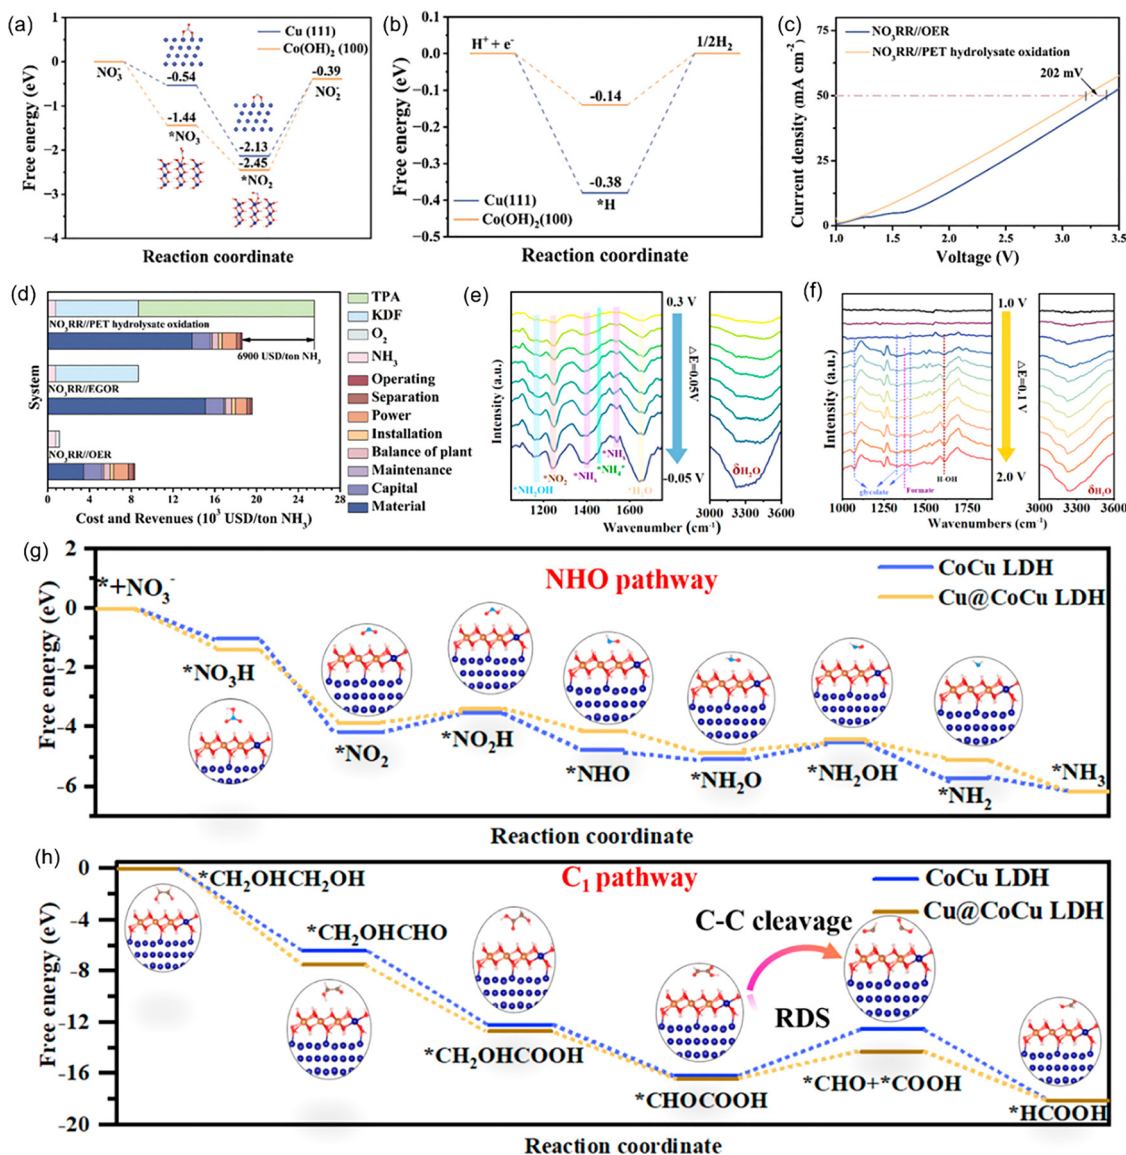 (a)
Cu (111)
Co(OH)₂ (100)
1
0
−1
−2
−3
−4
Free energy (eV)
NO₃⁻
-0.54
-1.44
*NO₃
-2.13
-2.45
*NO₂
-0.39
NO₂⁻
Reaction coordinate
(b)
0.1
0.0
-0.1
-0.2
-0.3
-0.4
-0.5
Free energy (eV)
H⁺ + e⁻
1/2H₂
-0.14
-0.38
*H
Cu(111)
Co(OH)₂(100)
Reaction coordinate
(c)
NO₃RR//OER
NO₃RR//PET hydrolysate oxidation
202 mV
75
50
25
0
Current density (mA cm⁻²)
1.0 1.5 2.0 2.5 3.0 3.5
Voltage (V)
(d)
NO₃RR//PET hydrolysate oxidation
6900 USD/ton NH₃
NO₃RR//EGOR
NO₃RR//OER
System
0 4 8 12 16 20 24 28
Cost and Revenues (10³ USD/ton NH₃)
TPA
KDF
O₂
NH₃
Operating
Separation
Power
Installation
Balance of plant
Maintenance
Capital
Material
(e)
Intensity (a.u.)
0.3 V
△E=0.05V
-0.05 V
*NH₂OH
*NO₂
*NH₃
*NH₄⁺
*H₂O
δH₂O
1200 1400 1600
3000 3300 3600
Wavenumber (cm⁻¹)
(f)
Intensity (a.u.)
1.0 V
△E=0.1 V
2.0 V
glycolate
Formate
H-OH
δH₂O
1000 1200 1500 1800
3000 3300 3600
Wavenumbers (cm⁻¹)
(g)
2
0
-2
-4
-6
Free energy (eV)
NHO pathway
CoCu LDH
Cu@CoCu LDH
*+NO₃⁻
*NO₃H
*NO₂
*NO₂H
*NHO
*NH₂O
*NH₂OH
*NH₂
*NH₃
Reaction coordinate
(h)
0
-4
-8
-12
-16
-20
Free energy (eV)
C₁ pathway
CoCu LDH
Cu@CoCu LDH
C-C cleavage
RDS
*CH₂OHCH₂OH
*CH₂OHCHO
*CH₂OHCOOH
*CHOCOOH
*CHO+*COOH
*HCOOH
Reaction coordinate